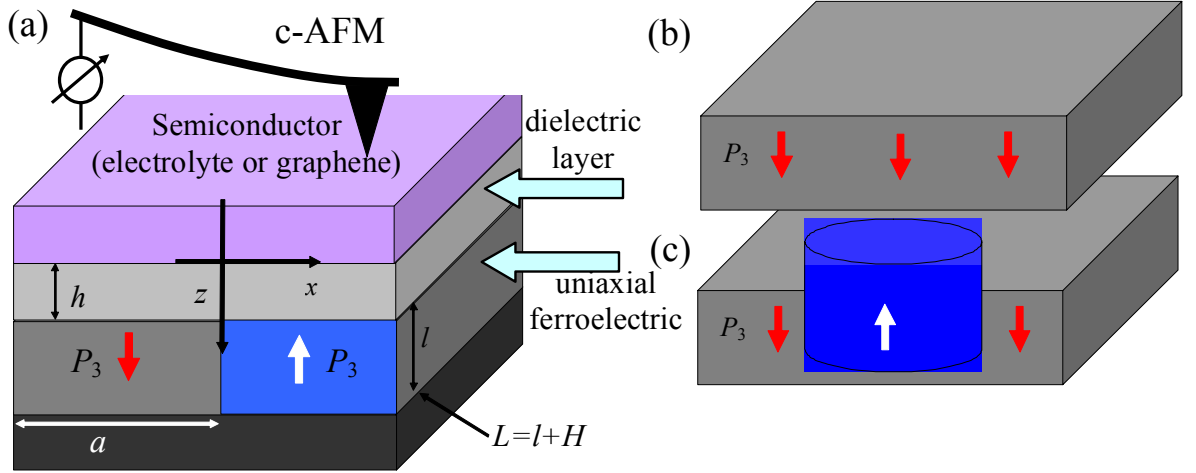 (a)
c-AFM
Semiconductor
(electrolyte or graphene)
dielectric
layer
h
z
x
uniaxial
ferroelectric
l
P3
P3
a
L=l+H
(b)
P3
(c)
P3